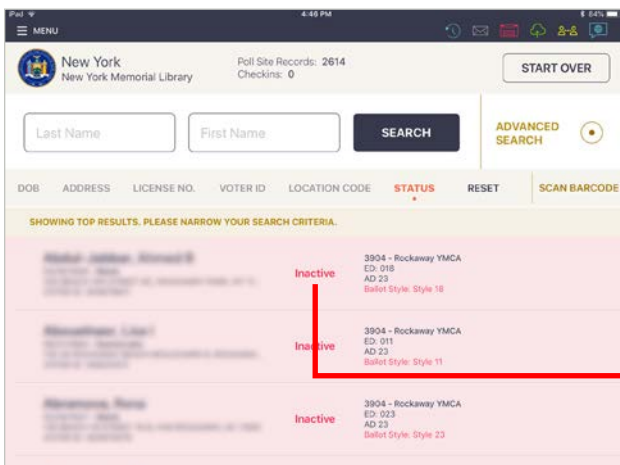 iPad
4:46 PM
84%
MENU
New York
New York Memorial Library
Poll Site Records: 2614
Checkins: 0
START OVER
Last Name
First Name
SEARCH
ADVANCED
SEARCH
DOB ADDRESS LICENSE NO. VOTER ID LOCATION CODE STATUS RESET SCAN BARCODE
SHOWING TOP RESULTS. PLEASE NARROW YOUR SEARCH CRITERIA.
Inactive
3904 - Rockaway YMCA
ED: 018
AD 23
Ballot Style: Style 18
Inactive
3904 - Rockaway YMCA
ED: 011
AD 23
Ballot Style: Style 11
Inactive
3904 - Rockaway YMCA
ED: 023
AD 23
Ballot Style: Style 23